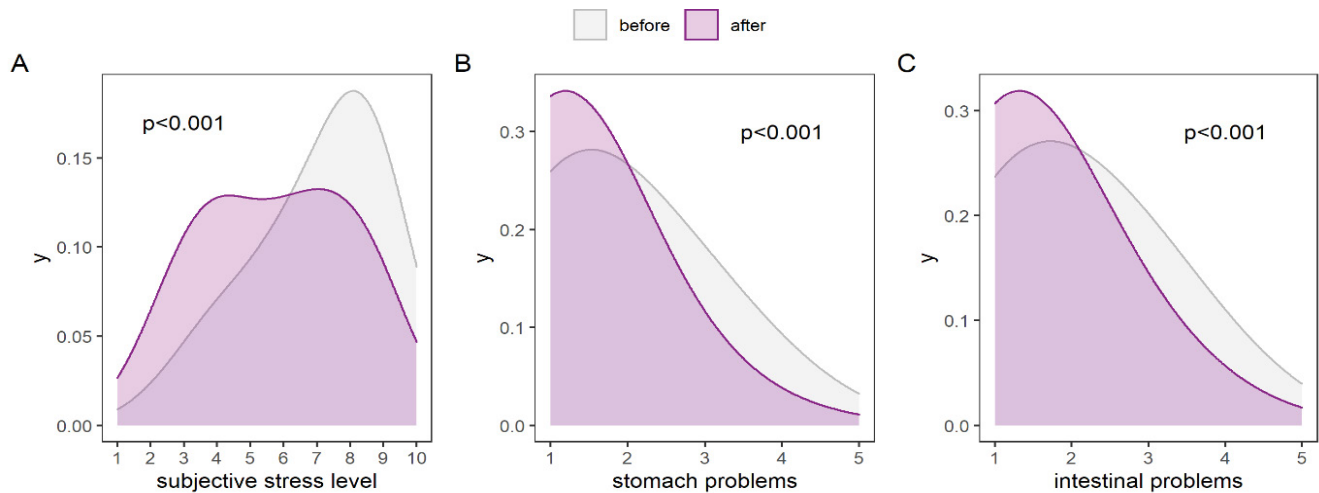 before after
A B C
p<0.001 p<0.001 p<0.001
y y y
0.15
0.10
0.05
0.00
0.3
0.2
0.1
0.0
0.3
0.2
0.1
0.0
1 2 3 4 5 6 7 8 9 10
1 2 3 4 5
1 2 3 4 5
subjective stress level stomach problems intestinal problems